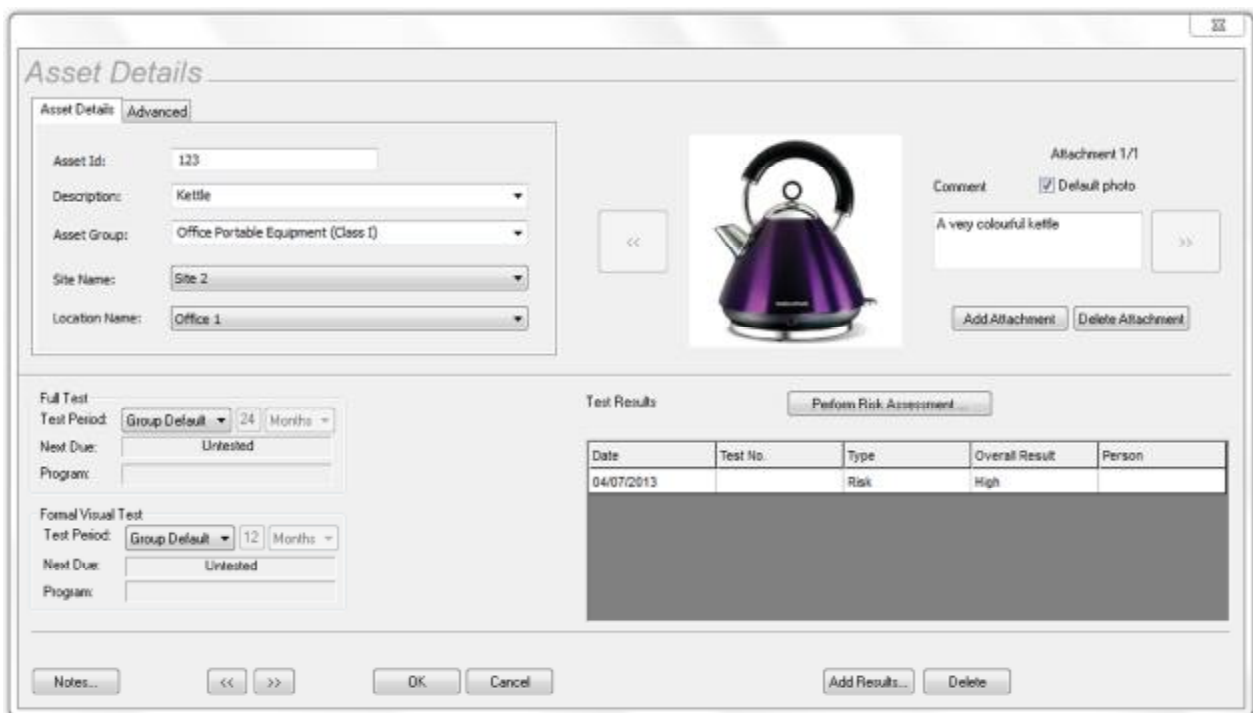 Asset Details
Asset Details Advanced
Asset Id: 123
Description: Kettle
Asset Group: Office Portable Equipment (Class I)
Site Name: Site 2
Location Name: Office 1
<<
Attachment 1/1
Comment Default photo
A very colourful kettle
>>
Add Attachment Delete Attachment
Full Test
Test Period: Group Default 24 Months
Next Due: Untested
Program:
Formal Visual Test
Test Period: Group Default 12 Months
Next Due: Untested
Program:
Test Results Perform Risk Assessment...
Date Test No. Type Overall Result Person
04/07/2013 Risk High
Notes... << >> OK Cancel Add Results... Delete